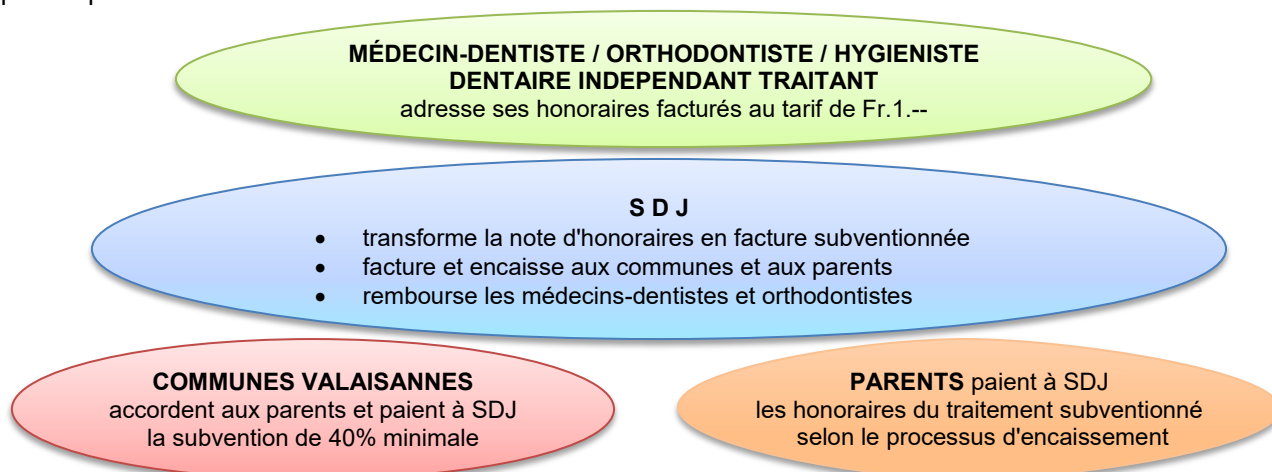 MÉDECIN-DENTISTE / ORTHODONTISTE / HYGIENISTE
DENTAIRE INDEPENDANT TRAITANT
adresse ses honoraires facturés au tarif de Fr.1.--
S D J
• transforme la note d'honoraires en facture subventionnée
• facture et encaisse aux communes et aux parents
• rembourse les médecins-dentistes et orthodontistes
COMMUNES VALAISANNES
accordent aux parents et paient à SDJ
la subvention de 40% minimale
PARENTS paient à SDJ
les honoraires du traitement subventionné
selon le processus d'encaissement